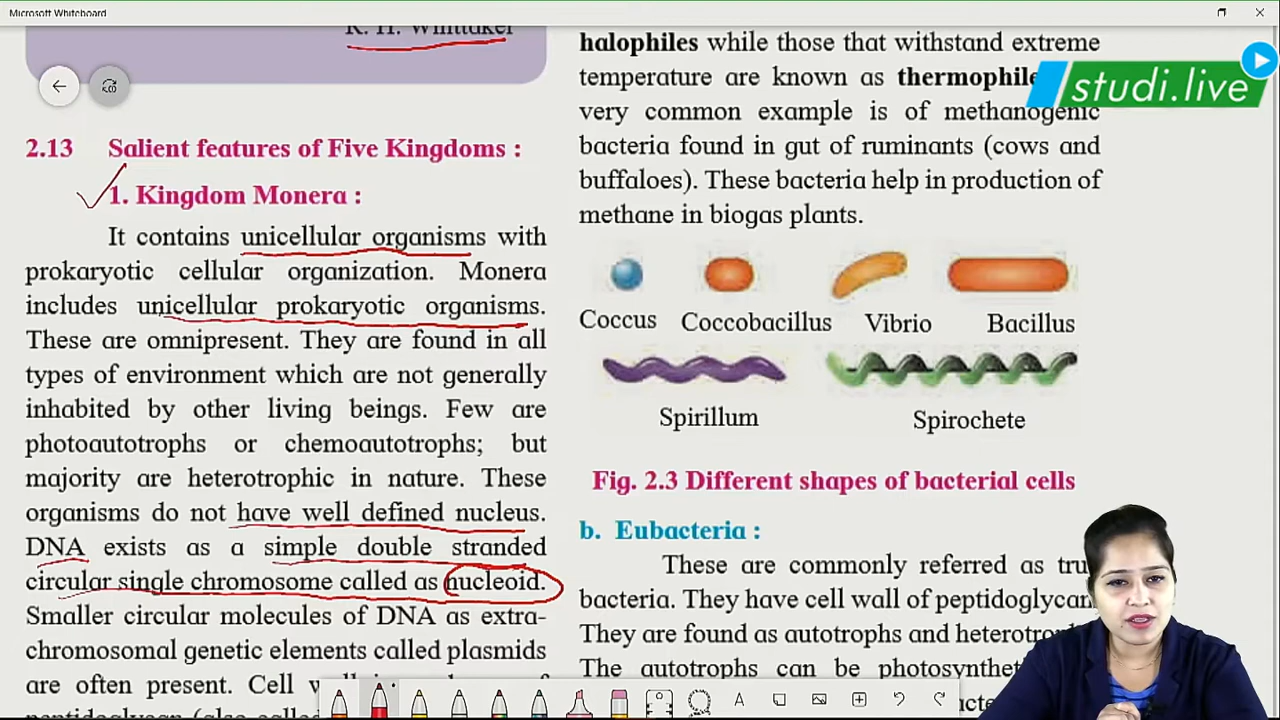 Microsoft Whiteboard
R. H. Whittaker
2.13 Salient features of Five Kingdoms :
1. Kingdom Monera :
It contains unicellular organisms with
prokaryotic cellular organization. Monera
includes unicellular prokaryotic organisms.
These are omnipresent. They are found in all
types of environment which are not generally
inhabited by other living beings. Few are
photoautotrophs or chemoautotrophs; but
majority are heterotrophic in nature. These
organisms do not have well defined nucleus.
DNA exists as a simple double stranded
circular single chromosome called as nucleoid.
Smaller circular molecules of DNA as extra-
chromosomal genetic elements called plasmids
are often present. Cell
halophiles while those that withstand extreme
temperature are known as
very common example is of methanogenic
bacteria found in gut of ruminants (cows and
buffaloes). These bacteria help in production of
methane in biogas plants.
Coccus Coccobacillus Vibrio Bacillus
Spirillum Spirochete
Fig. 2.3 Different shapes of bacterial cells
b. Eubacteria :
These are commonly referred as
bacteria. They have cell wall of peptidoglycan
They are found as autotrophs and
The autotrophs can be
studi.live
A